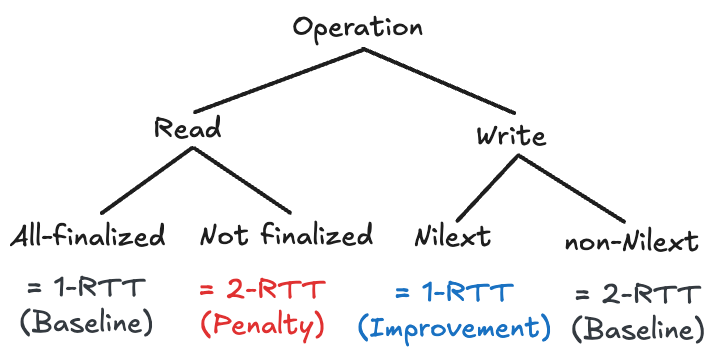 Operation
Read
Write
All-finalized
Not finalized
Nilext
non-Nilext
= 1-RTT
(Baseline)
= 2-RTT
(Penalty)
= 1-RTT
(Improvement)
= 2-RTT
(Baseline)